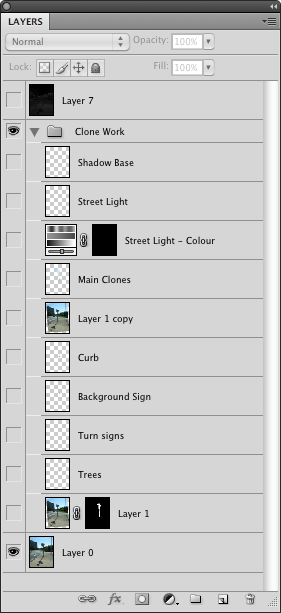 LAYERS
Normal Opacity: 100%
Lock: Fill: 100%
Layer 7
Clone Work
Shadow Base
Street Light
Street Light - Colour
Main Clones
Layer 1 copy
Curb
Background Sign
Turn signs
Trees
Layer 1
Layer 0
fx